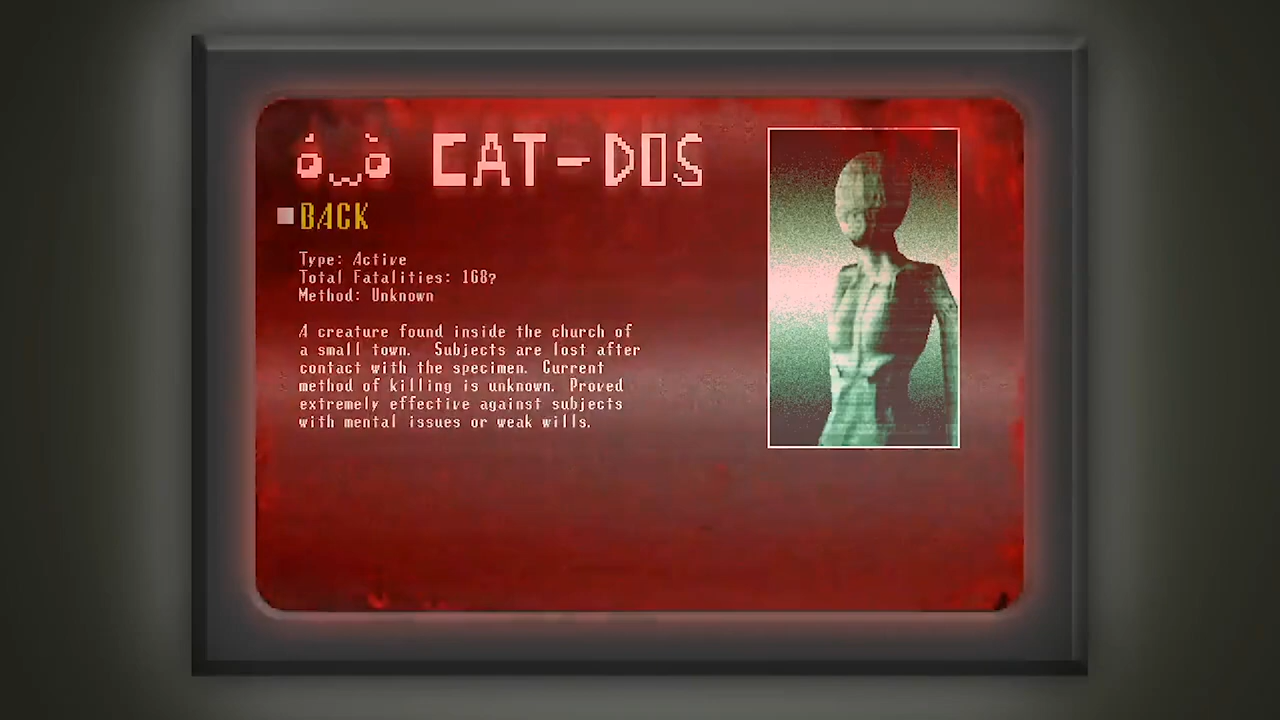 CAT-DOS
BACK
Type: Active
Total Fatalities: 168?
Method: Unknown
A creature found inside the church of
a small town. Subjects are lost after
contact with the specimen. Current
method of killing is unknown. Proved
extremely effective against subjects
with mental issues or weak wills.